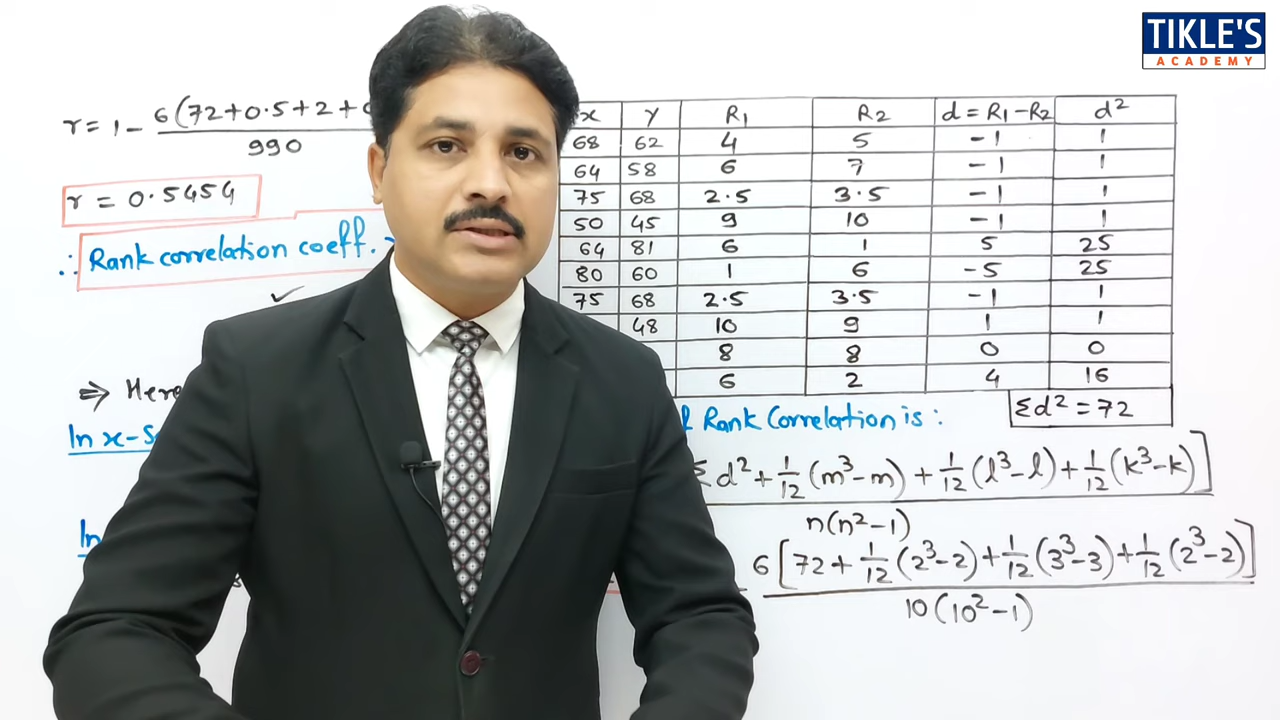 TIKLE'S
ACADEMY
r = 1 - 6(72+0.5+2+
990
r = 0.5454
∴ Rank correlation coeff.
⇒ Here
In x-S
In
x y R₁ R₂ d = R₁-R₂ d²
68 62 4 5 -1 1
64 58 6 7 -1 1
75 68 2.5 3.5 -1 1
50 45 9 10 -1 1
64 81 6 1 5 25
80 60 1 6 -5 25
75 68 2.5 3.5 -1 1
48 10 9 1 1
8 8 0 0
6 2 4 16
Σd² = 72
Rank Correlation is :
Σd² + 1/12 (m³-m) + 1/12 (l³-l) + 1/12 (k³-k)]
n(n²-1)
6[72 + 1/12 (2³-2) + 1/12 (3³-3) + 1/12 (2³-2)]
10(10²-1)